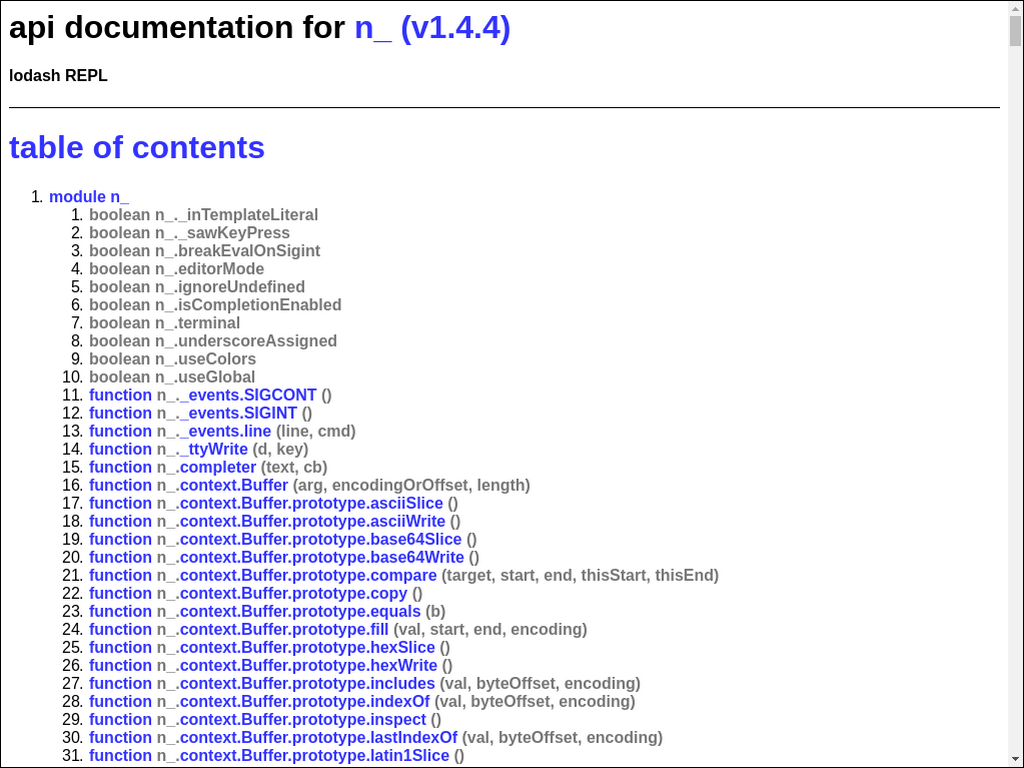 api documentation for n_ (v1.4.4)
lodash REPL
table of contents
1. module n_
1. boolean n_._inTemplateLiteral
2. boolean n_._sawKeyPress
3. boolean n_.breakEvalOnSigint
4. boolean n_.editorMode
5. boolean n_.ignoreUndefined
6. boolean n_.isCompletionEnabled
7. boolean n_.terminal
8. boolean n_.underscoreAssigned
9. boolean n_.useColors
10. boolean n_.useGlobal
11. function n_._events.SIGCONT ()
12. function n_._events.SIGINT ()
13. function n_._events.line (line, cmd)
14. function n_._ttyWrite (d, key)
15. function n_.completer (text, cb)
16. function n_.context.Buffer (arg, encodingOrOffset, length)
17. function n_.context.Buffer.prototype.asciiSlice ()
18. function n_.context.Buffer.prototype.asciiWrite ()
19. function n_.context.Buffer.prototype.base64Slice ()
20. function n_.context.Buffer.prototype.base64Write ()
21. function n_.context.Buffer.prototype.compare (target, start, end, thisStart, thisEnd)
22. function n_.context.Buffer.prototype.copy ()
23. function n_.context.Buffer.prototype.equals (b)
24. function n_.context.Buffer.prototype.fill (val, start, end, encoding)
25. function n_.context.Buffer.prototype.hexSlice ()
26. function n_.context.Buffer.prototype.hexWrite ()
27. function n_.context.Buffer.prototype.includes (val, byteOffset, encoding)
28. function n_.context.Buffer.prototype.indexOf (val, byteOffset, encoding)
29. function n_.context.Buffer.prototype.inspect ()
30. function n_.context.Buffer.prototype.lastIndexOf (val, byteOffset, encoding)
31. function n_.context.Buffer.prototype.latin1Slice ()